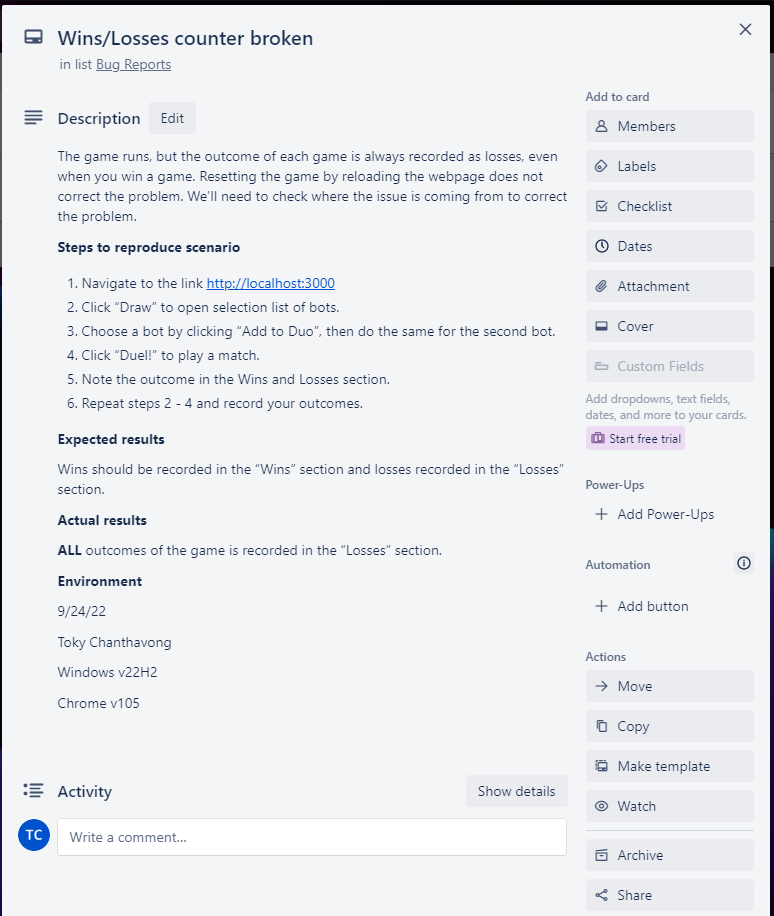 Wins/Losses counter broken
in list Bug Reports
Description Edit
The game runs, but the outcome of each game is always recorded as losses, even
when you win a game. Resetting the game by reloading the webpage does not
correct the problem. We’ll need to check where the issue is coming from to correct
the problem.
Steps to reproduce scenario
1. Navigate to the link http://localhost:3000
2. Click “Draw” to open selection list of bots.
3. Choose a bot by clicking “Add to Duo”, then do the same for the second bot.
4. Click “Duel!” to play a match.
5. Note the outcome in the Wins and Losses section.
6. Repeat steps 2 - 4 and record your outcomes.
Expected results
Wins should be recorded in the “Wins” section and losses recorded in the “Losses”
section.
Actual results
ALL outcomes of the game is recorded in the “Losses” section.
Environment
9/24/22
Toky Chanthavong
Windows v22H2
Chrome v105
Activity Show details
TC Write a comment…
Add to card
Members
Labels
Checklist
Dates
Attachment
Cover
Custom Fields
Add dropdowns, text fields,
dates, and more to your cards.
Start free trial
Power-Ups
Add Power-Ups
Automation
Add button
Actions
Move
Copy
Make template
Watch
Archive
Share